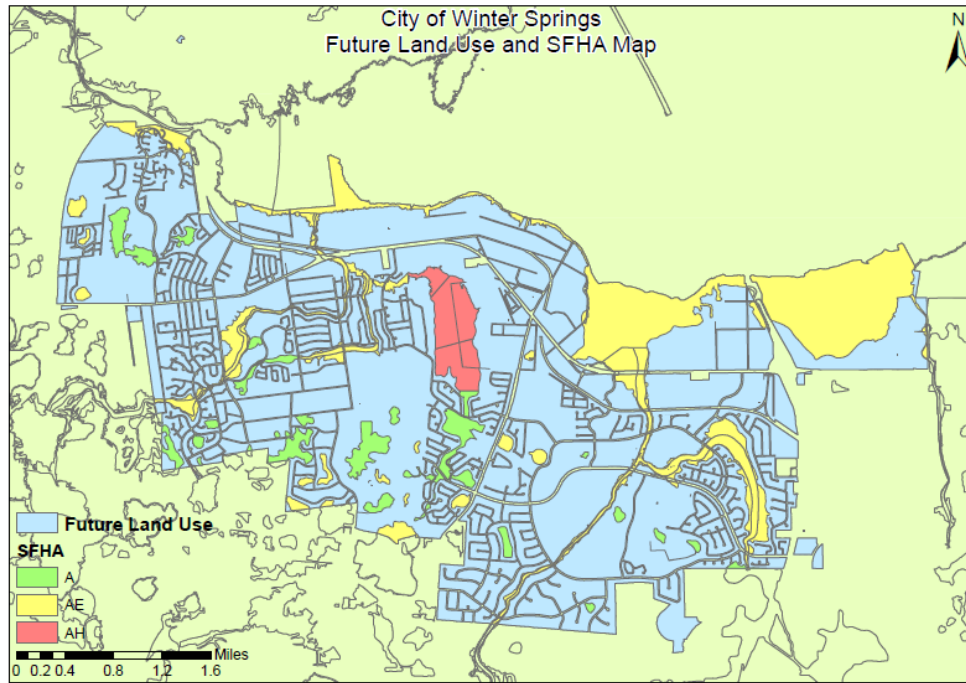 City of Winter Springs
Future Land Use and SFHA Map
N
Future Land Use
SFHA
A
AE
AH
Miles
0 0.2 0.4 0.8 1.2 1.6